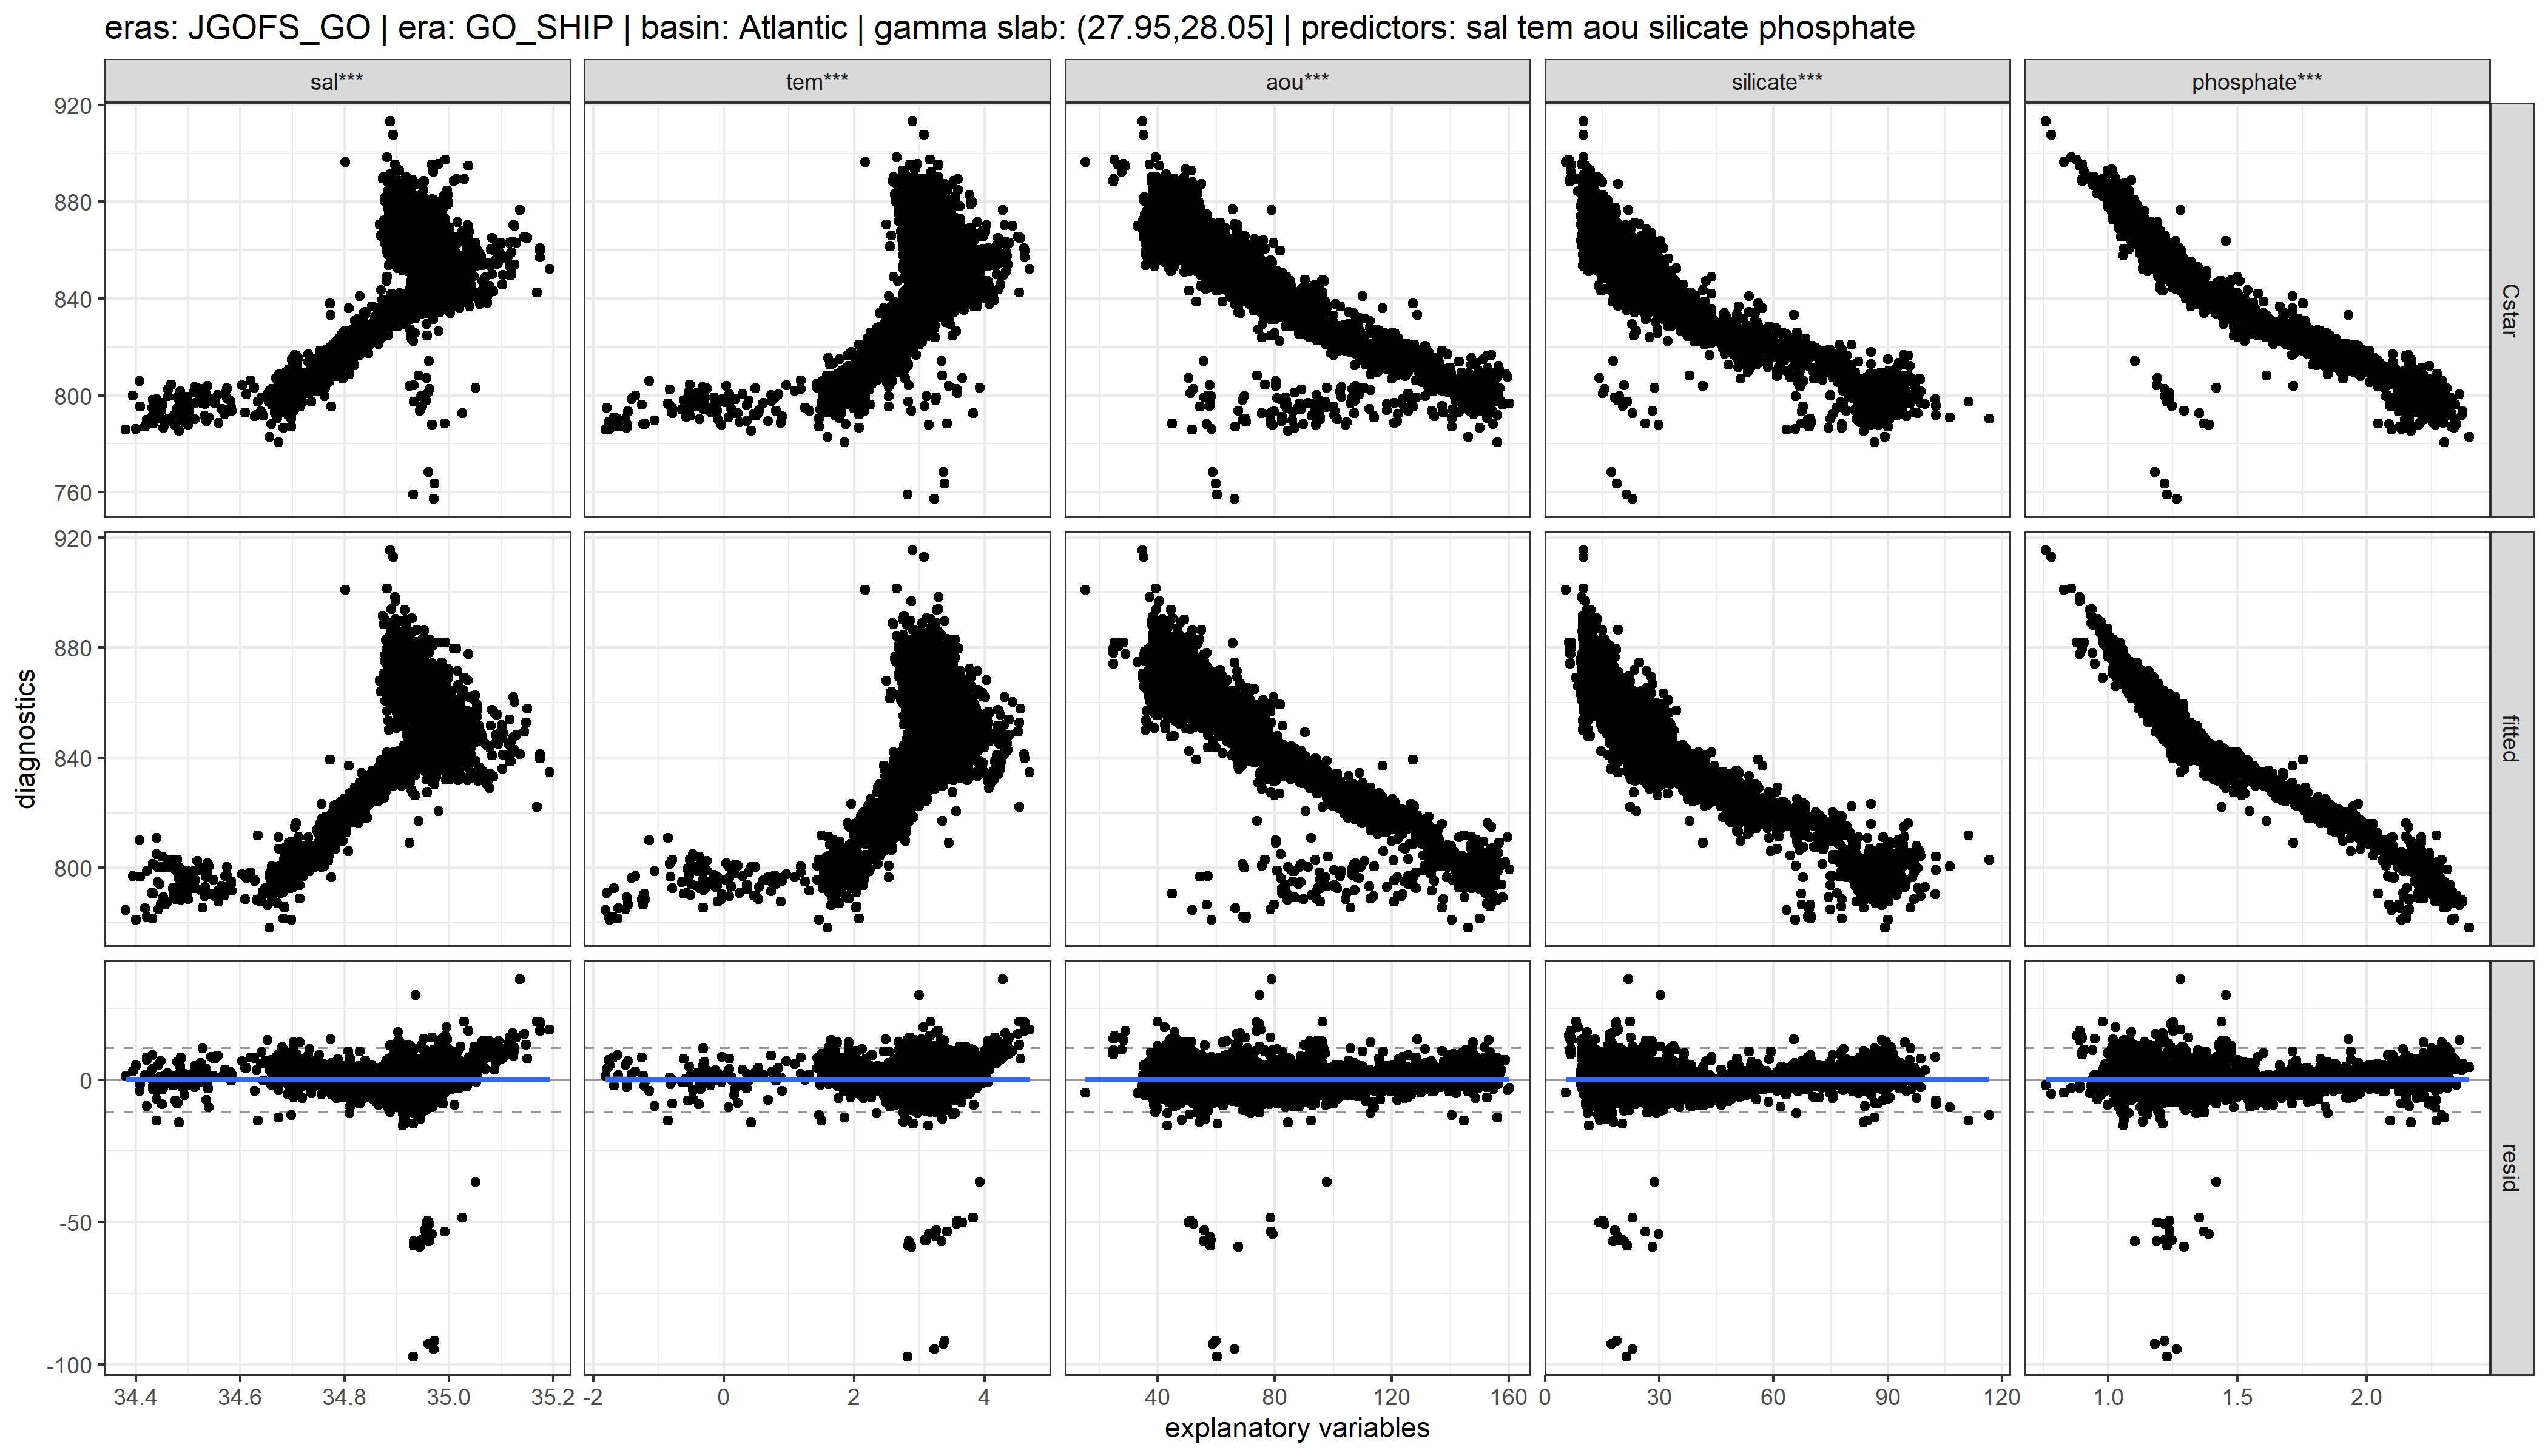 eras: JGOFS_GO | era: GO_SHIP | basin: Atlantic | gamma slab: (27.95,28.05] | predictors: sal tem aou silicate phosphate
sal*** tem*** aou*** silicate*** phosphate***
920
880
840
800
760
Cstar
920
880
840
800
fitted
diagnostics
0
-50
-100
resid
34.4 34.6 34.8 35.0 35.2 -2 0 2 4 40 80 120 160 0 30 60 90 120 1.0 1.5 2.0
explanatory variables